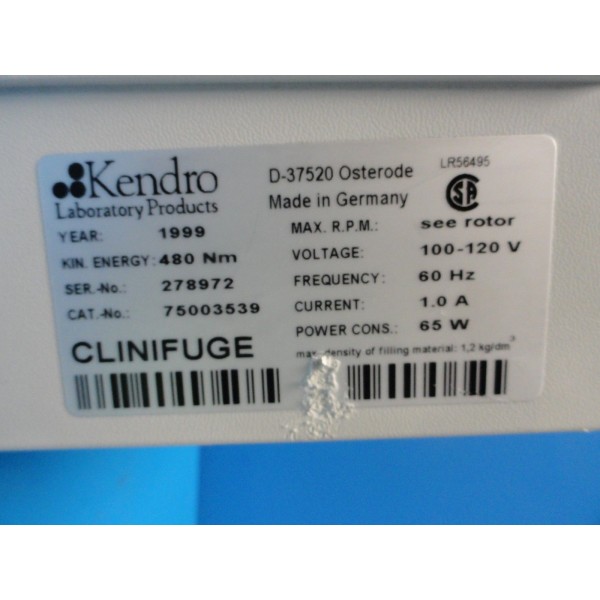 Kendro
Laboratory Products
D-37520 Osterode
Made in Germany
LR56495
YEAR: 1999
KIN. ENERGY: 480 Nm
SER.-No.: 278972
CAT.-No.: 75003539
MAX. R.P.M.: see rotor
VOLTAGE: 100-120 V
FREQUENCY: 60 Hz
CURRENT: 1.0 A
POWER CONS.: 65 W
CLINIFUGE
max. density of filling material: 1,2 kg/dm³